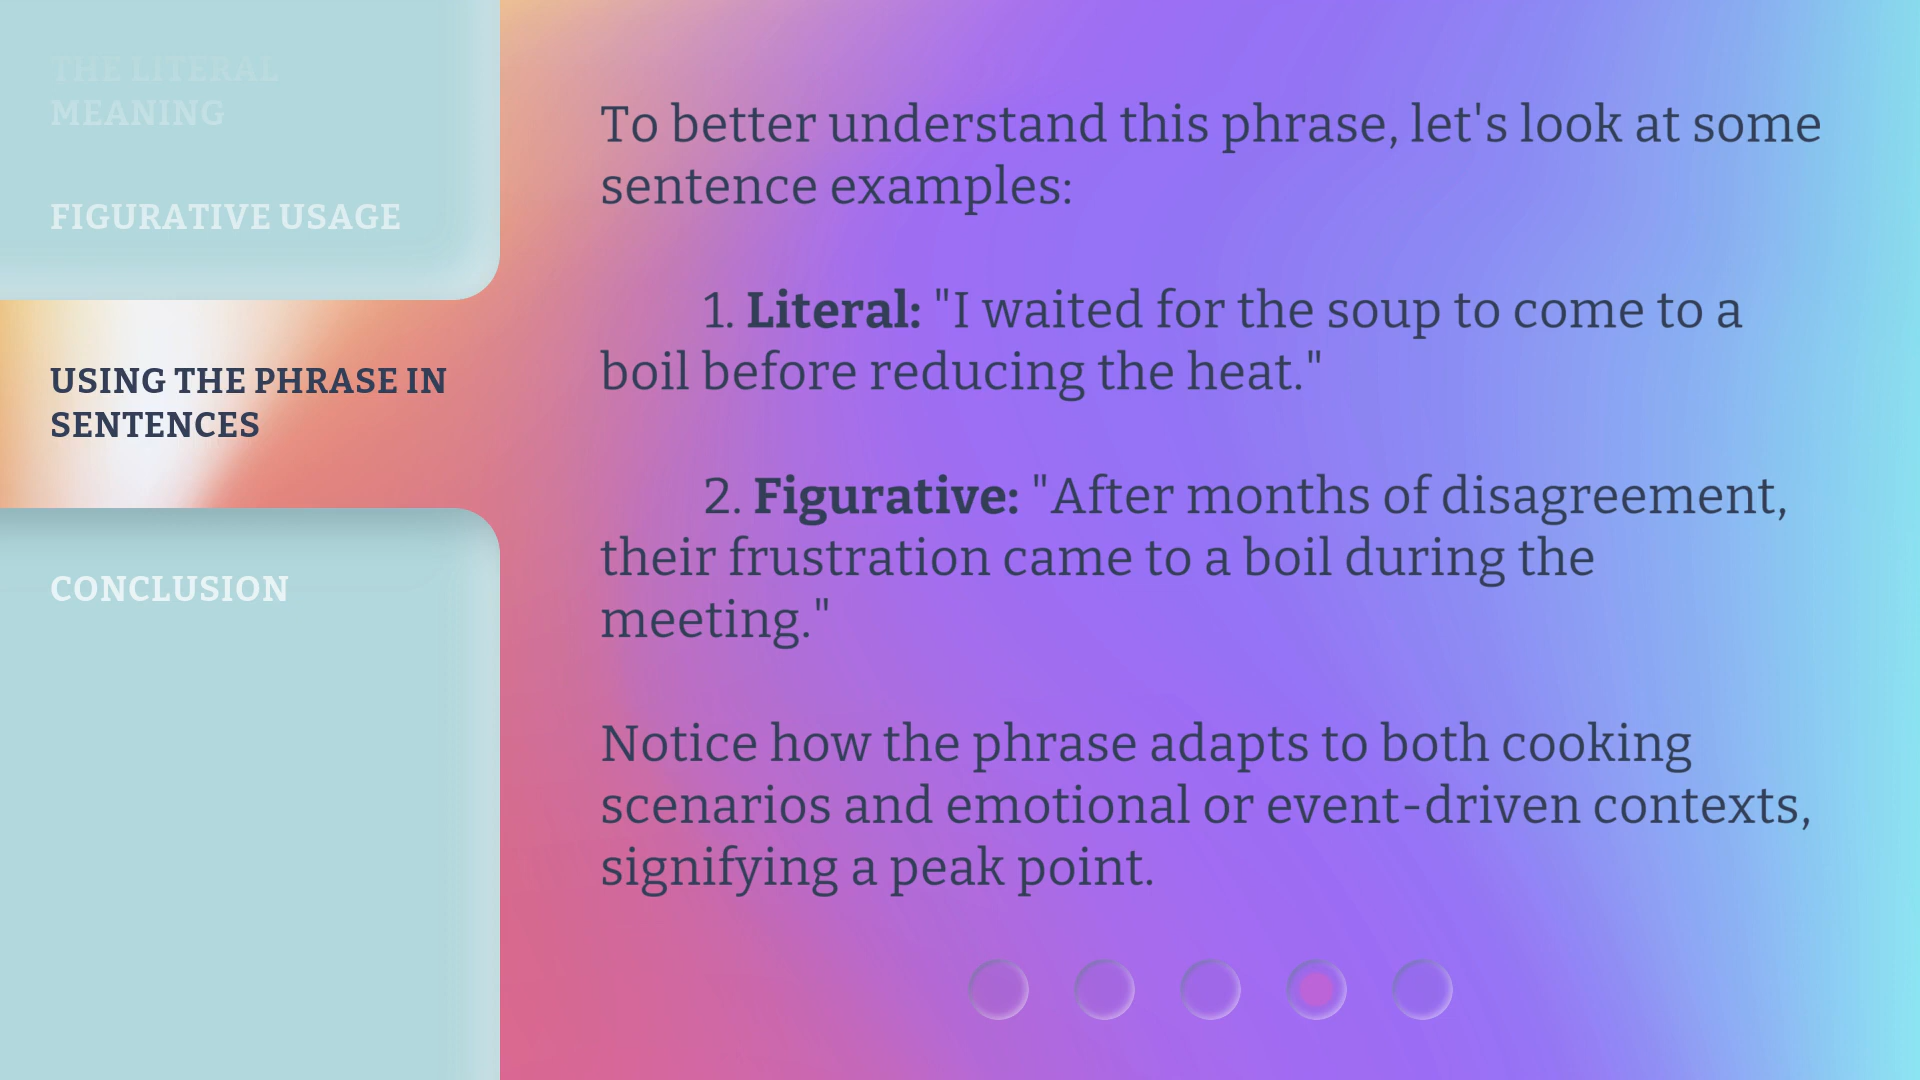 THE LITERAL
MEANING
FIGURATIVE USAGE
USING THE PHRASE IN
SENTENCES
CONCLUSION
To better understand this phrase, let's look at some
sentence examples:
1. Literal: "I waited for the soup to come to a
boil before reducing the heat."
2. Figurative: "After months of disagreement,
their frustration came to a boil during the
meeting."
Notice how the phrase adapts to both cooking
scenarios and emotional or event-driven contexts,
signifying a peak point.